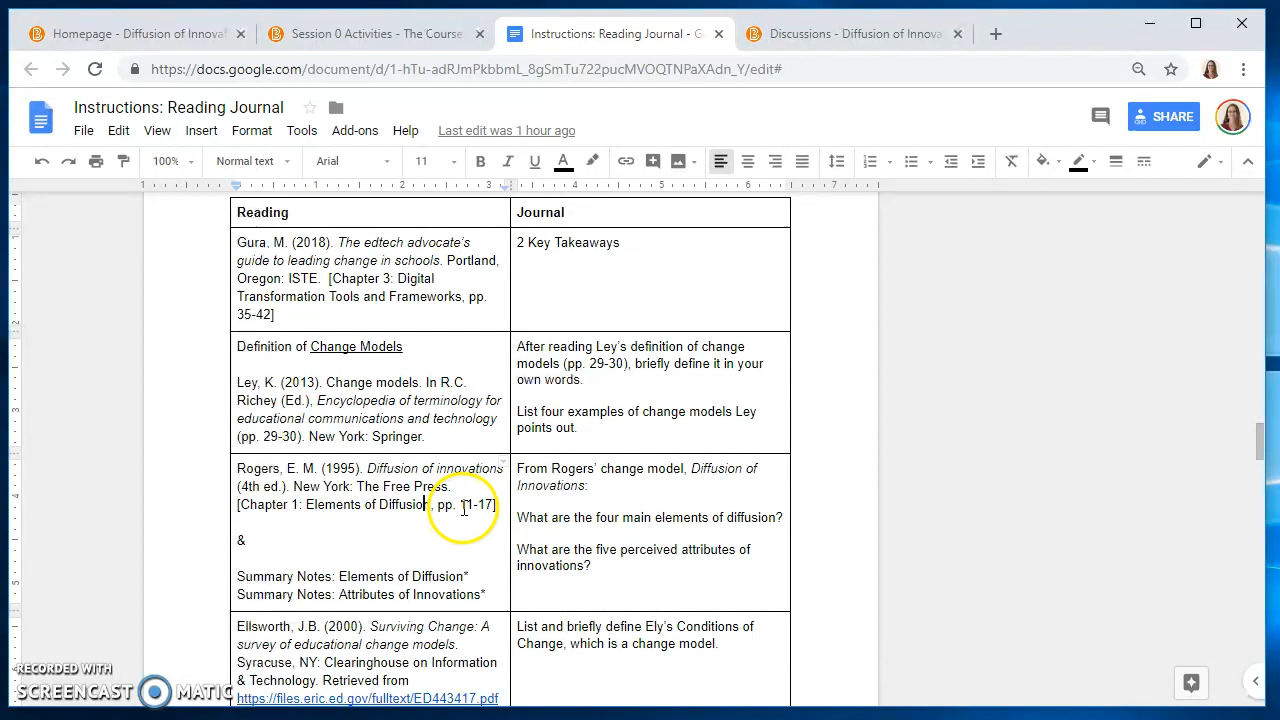 Homepage - Diffusion of Innova
Session 0 Activities - The Course
Instructions: Reading Journal - G
Discussions - Diffusion of Innova
https://docs.google.com/document/d/1-hTu-adRJmPkbbmL_8gSmTu722pucMVOQTNPaXAdn_Y/edit#
Instructions: Reading Journal
File Edit View Insert Format Tools Add-ons Help Last edit was 1 hour ago
SHARE
100% Normal text Arial 11
1 1 2 3 4 5 6 7
Reading
Journal
Gura, M. (2018). The edtech advocate's
guide to leading change in schools. Portland,
Oregon: ISTE. [Chapter 3: Digital
Transformation Tools and Frameworks, pp.
35-42]
2 Key Takeaways
Definition of Change Models
Ley, K. (2013). Change models. In R.C.
Richey (Ed.), Encyclopedia of terminology for
educational communications and technology
(pp. 29-30). New York: Springer.
After reading Ley's definition of change
models (pp. 29-30), briefly define it in your
own words.
List four examples of change models Ley
points out.
Rogers, E. M. (1995). Diffusion of innovations
(4th ed.). New York: The Free Press.
[Chapter 1: Elements of Diffusion, pp. 11-17]
&
Summary Notes: Elements of Diffusion*
Summary Notes: Attributes of Innovations*
From Rogers' change model, Diffusion of
Innovations:
What are the four main elements of diffusion?
What are the five perceived attributes of
innovations?
Ellsworth, J.B. (2000). Surviving Change: A
survey of educational change models.
Syracuse, NY: Clearinghouse on Information
& Technology. Retrieved from
https://files.eric.ed.gov/fulltext/ED443417.pdf
List and briefly define Ely's Conditions of
Change, which is a change model.
RECORDED WITH
SCREENCAST MATIC